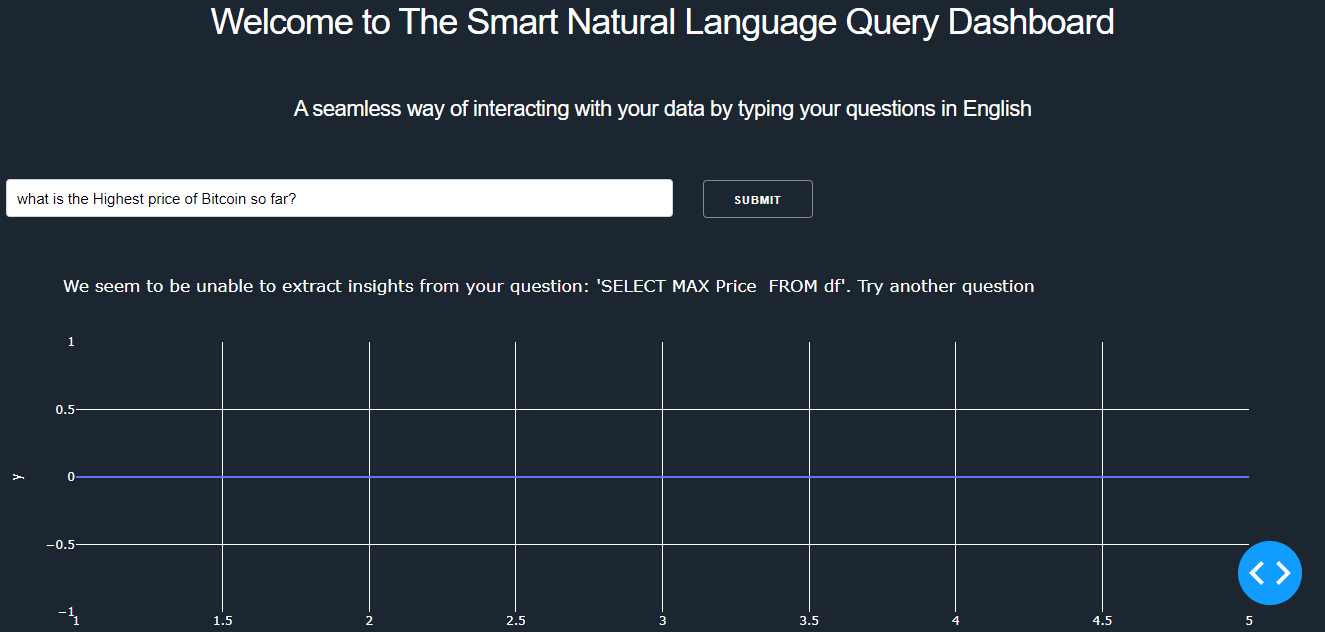 Welcome to The Smart Natural Language Query Dashboard
A seamless way of interacting with your data by typing your questions in English
what is the Highest price of Bitcoin so far?
SUBMIT
We seem to be unable to extract insights from your question: 'SELECT MAX Price  FROM df'. Try another question
1
0.5
0
−0.5
−1
y
1 1.5 2 2.5 3 3.5 4 4.5 5